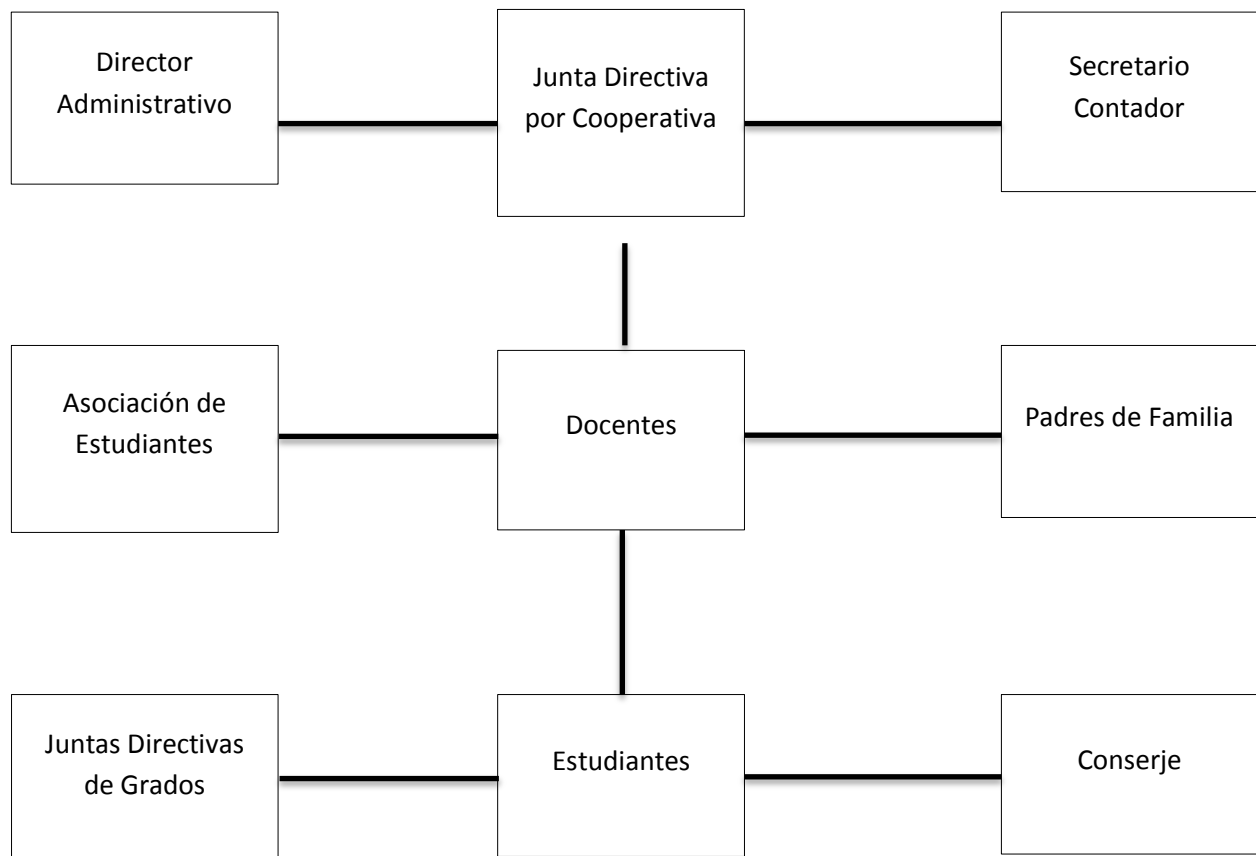 Director
Administrativo
Junta Directiva
por Cooperativa
Secretario
Contador
Asociación de
Estudiantes
Docentes
Padres de Familia
Juntas Directivas
de Grados
Estudiantes
Conserje